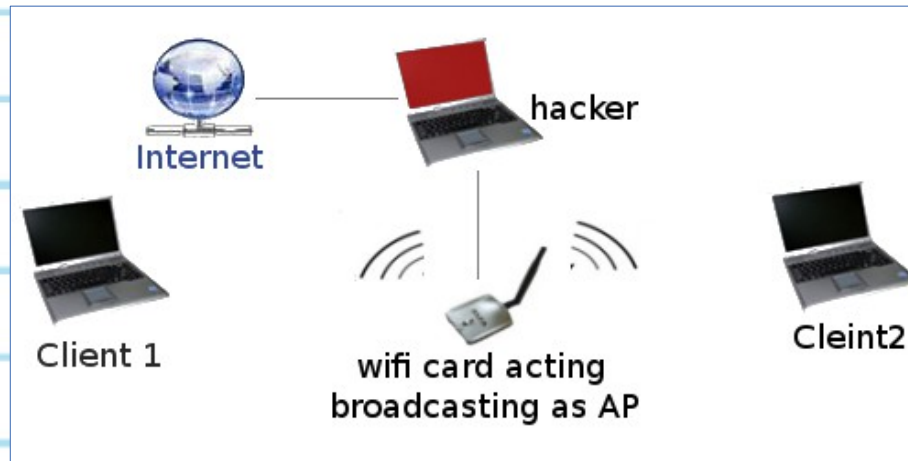 hacker
Internet
Client 1
Cleint2
wifi card acting
broadcasting as AP